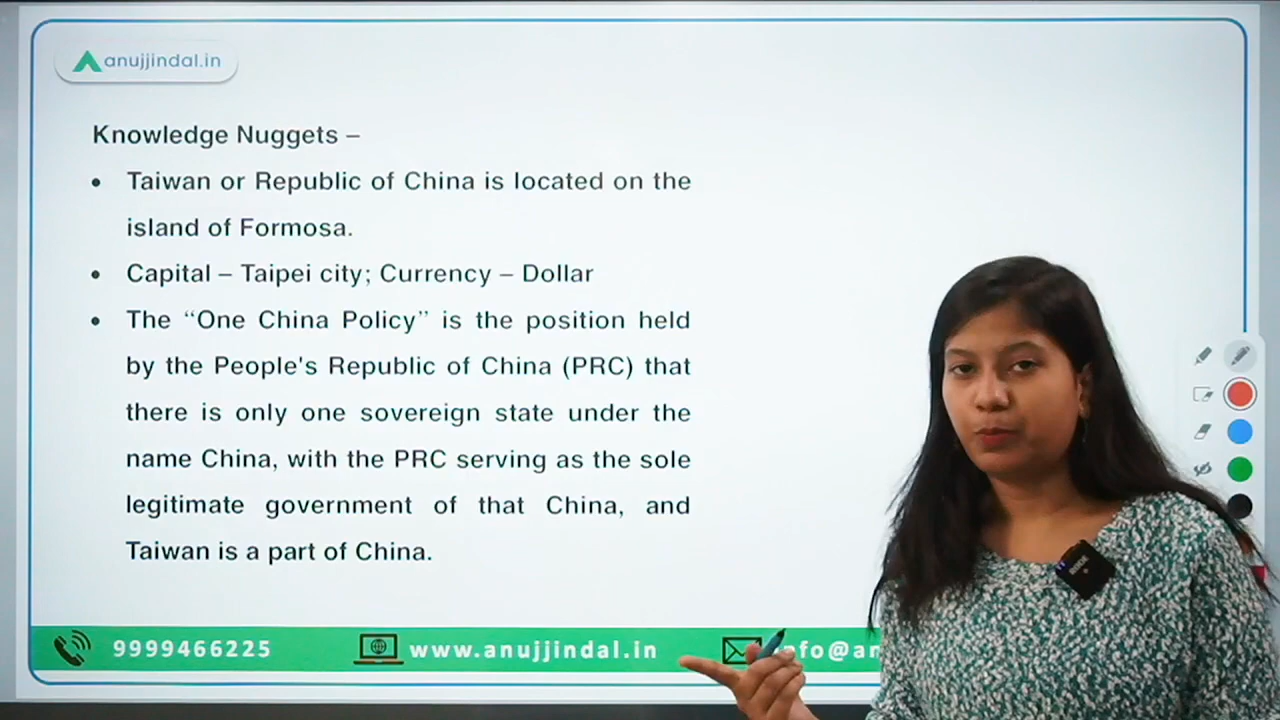 anujjindal.in
Knowledge Nuggets –
• Taiwan or Republic of China is located on the
island of Formosa.
• Capital – Taipei city; Currency – Dollar
• The “One China Policy” is the position held
by the People's Republic of China (PRC) that
there is only one sovereign state under the
name China, with the PRC serving as the sole
legitimate government of that China, and
Taiwan is a part of China.
9999466225 www.anujjindal.in